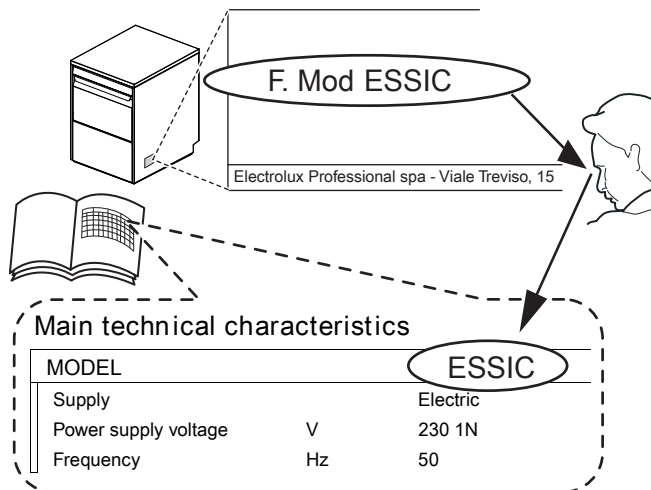 F. Mod ESSIC
Electrolux Professional spa - Viale Treviso, 15
Main technical characteristics
MODEL ESSIC
Supply Electric
Power supply voltage V 230 1N
Frequency Hz 50